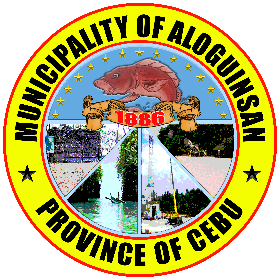 MUNICIPALITY OF ALOGUINSAN
1886
PROVINCE OF CEBU